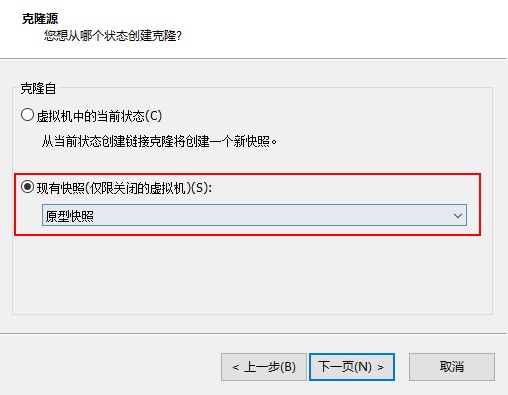 克隆源
您想从哪个状态创建克隆?
克隆自
虚拟机中的当前状态(C)
从当前状态创建链接克隆将创建一个新快照。
现有快照(仅限关闭的虚拟机)(S):
原型快照
< 上一步(B)
下一页(N) >
取消